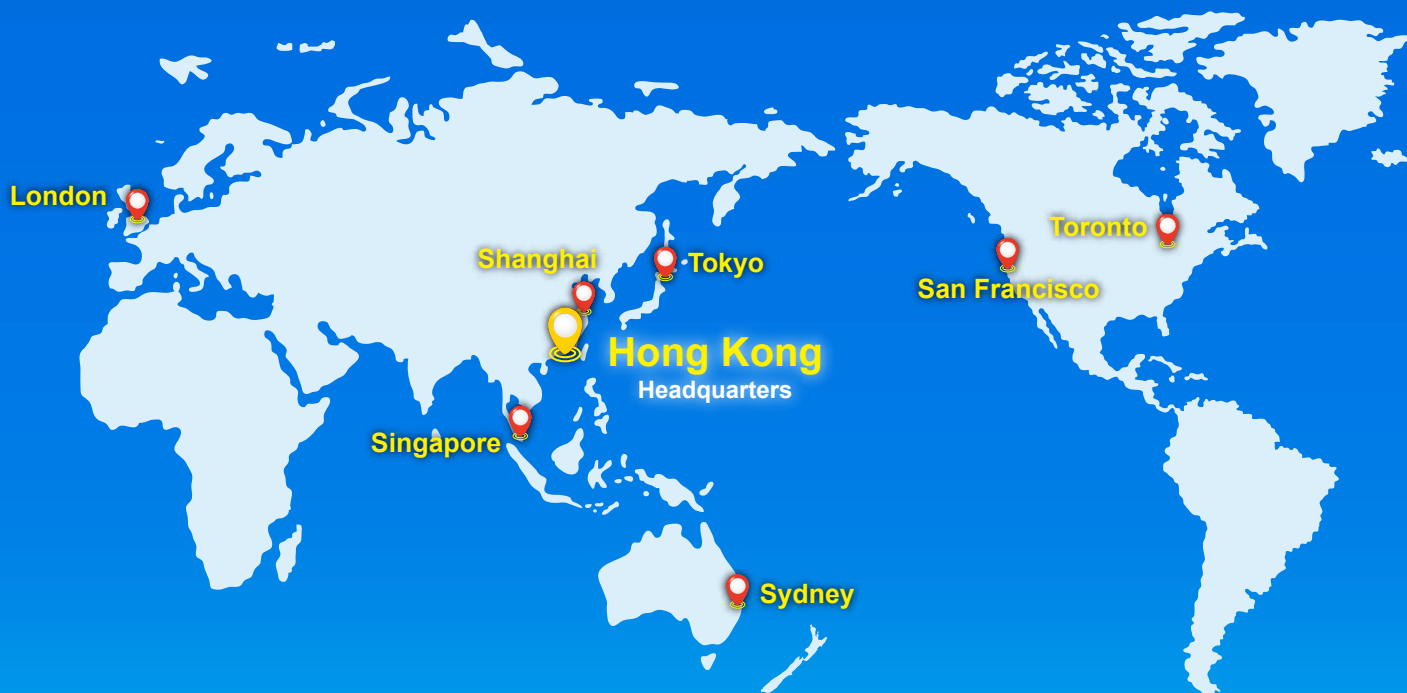 London
Toronto
Shanghai
Tokyo
San Francisco
Hong Kong
Headquarters
Singapore
Sydney